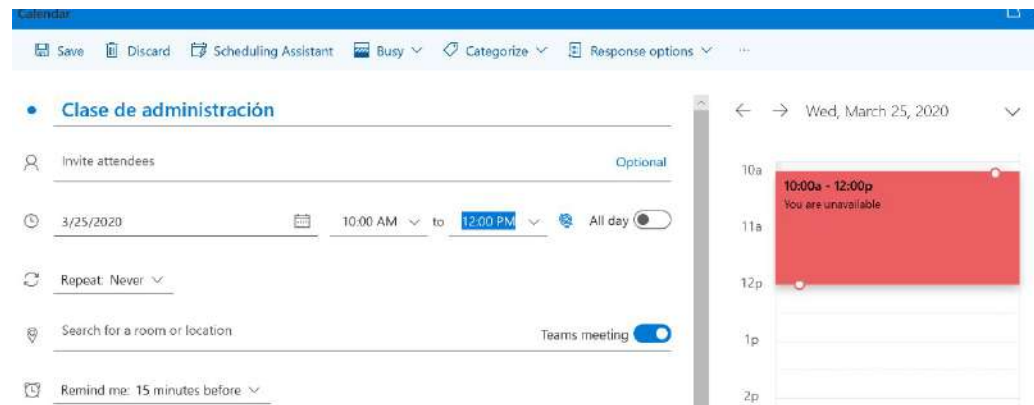 Calendar
Save Discard Scheduling Assistant Busy Categorize Response options ...
Clase de administración
Invite attendees Optional
3/25/2020 10:00 AM to 12:00 PM All day
Repeat: Never
Search for a room or location Teams meeting
Remind me: 15 minutes before
Wed, March 25, 2020
10a
10:00a - 12:00p
You are unavailable
11a
12p
1p
2p